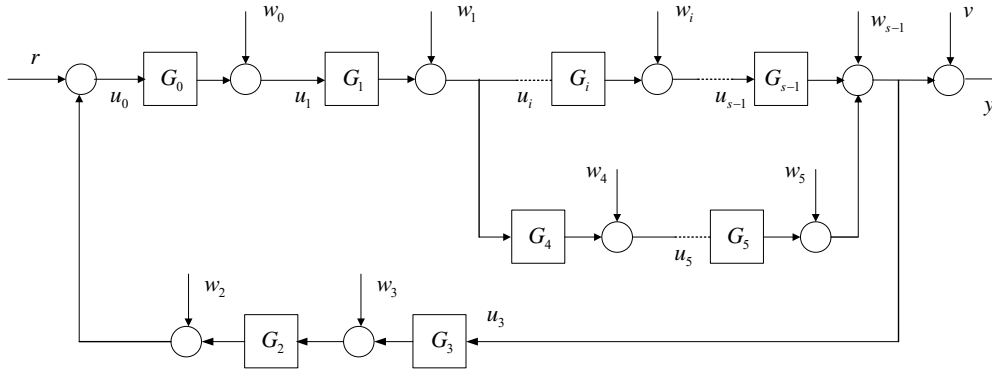 w₀ w₁ wᵢ wₛ₋₁ v
r G₀ G₁ Gᵢ Gₛ₋₁
u₀ u₁ uᵢ uₛ₋₁ y
w₄ w₅
G₄ G₅
u₅
w₂ w₃ u₃
G₂ G₃